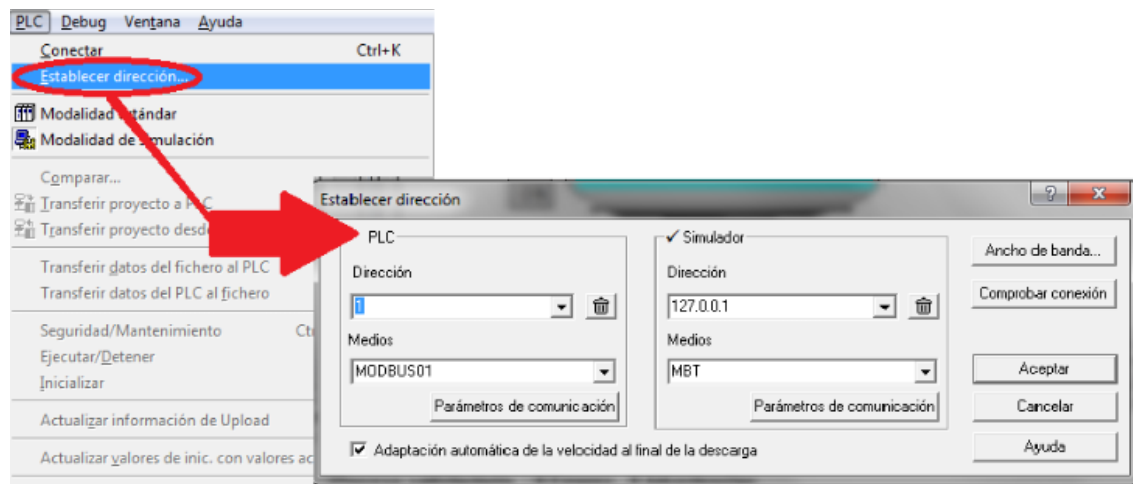 PLC Debug Ventana Ayuda
Conectar Ctrl+K
Establecer dirección...
Modalidad estándar
Modalidad de simulación
Comparar...
Transferir proyecto a PLC
Transferir proyecto desde
Transferir datos del fichero al PLC
Transferir datos del PLC al fichero
Seguridad/Mantenimiento
Ejecutar/Detener
Inicializar
Actualizar información de Upload
Actualizar valores de inic. con valores ac
Establecer dirección
PLC
Dirección
1
Medios
MODBUS01
Parámetros de comunicación
Simulador
Dirección
127.0.0.1
Medios
MBT
Parámetros de comunicación
Adaptación automática de la velocidad al final de la descarga
Ancho de banda...
Comprobar conexión
Aceptar
Cancelar
Ayuda